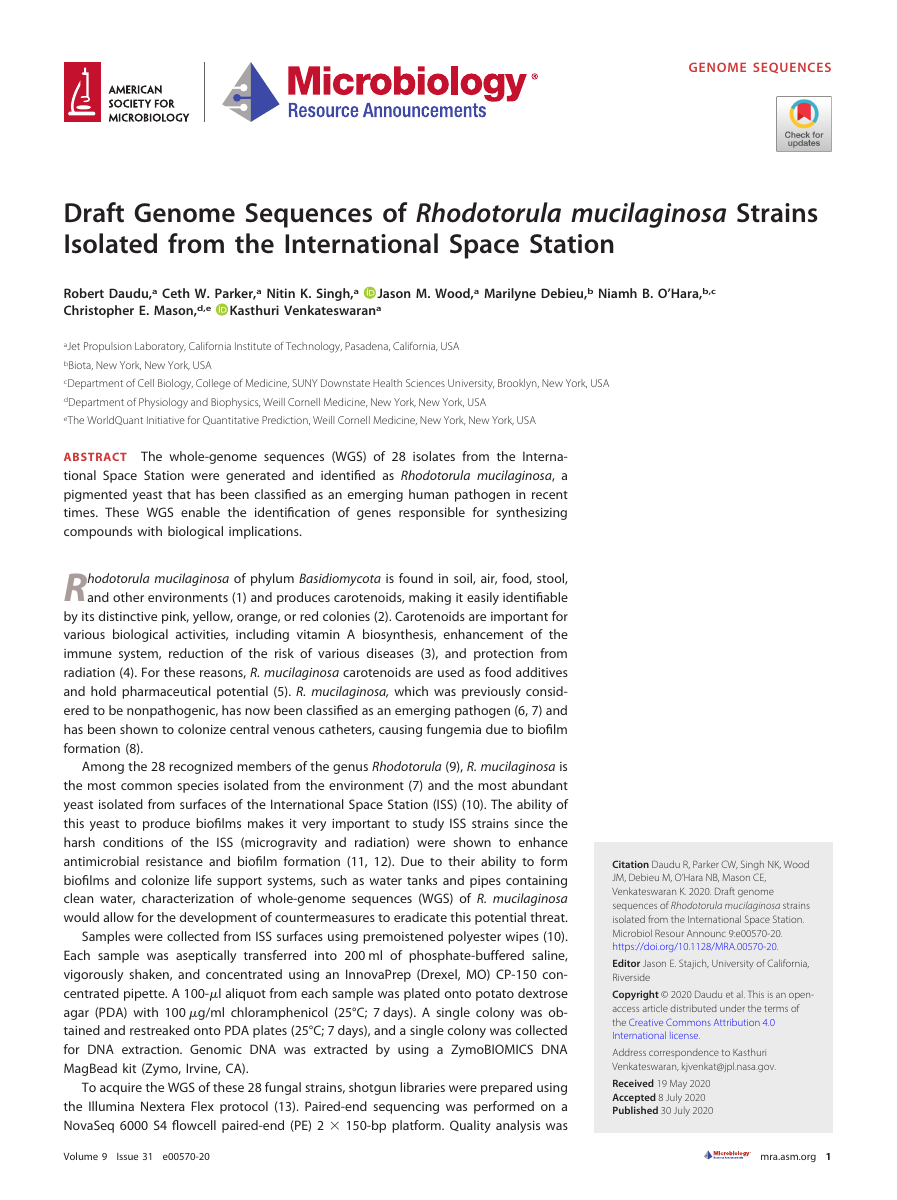 AMERICAN
SOCIETY FOR
MICROBIOLOGY
Microbiology®
Resource Announcements
GENOME SEQUENCES
Check for
updates
Draft Genome Sequences of Rhodotorula mucilaginosa Strains
Isolated from the International Space Station
Robert Daudu,ᵃ Ceth W. Parker,ᵃ Nitin K. Singh,ᵃ iD Jason M. Wood,ᵃ Marilyne Debieu,ᵇ Niamh B. O’Hara,ᵇ,ᶜ
Christopher E. Mason,ᵈ,ᵉ iD Kasthuri Venkateswaranᵃ
ᵃJet Propulsion Laboratory, California Institute of Technology, Pasadena, California, USA
ᵇBiota, New York, New York, USA
ᶜDepartment of Cell Biology, College of Medicine, SUNY Downstate Health Sciences University, Brooklyn, New York, USA
ᵈDepartment of Physiology and Biophysics, Weill Cornell Medicine, New York, New York, USA
ᵉThe WorldQuant Initiative for Quantitative Prediction, Weill Cornell Medicine, New York, New York, USA
ABSTRACT The whole-genome sequences (WGS) of 28 isolates from the Interna-
tional Space Station were generated and identified as Rhodotorula mucilaginosa, a
pigmented yeast that has been classified as an emerging human pathogen in recent
times. These WGS enable the identification of genes responsible for synthesizing
compounds with biological implications.
Rhodotorula mucilaginosa of phylum Basidiomycota is found in soil, air, food, stool,
and other environments (1) and produces carotenoids, making it easily identifiable
by its distinctive pink, yellow, orange, or red colonies (2). Carotenoids are important for
various biological activities, including vitamin A biosynthesis, enhancement of the
immune system, reduction of the risk of various diseases (3), and protection from
radiation (4). For these reasons, R. mucilaginosa carotenoids are used as food additives
and hold pharmaceutical potential (5). R. mucilaginosa, which was previously consid-
ered to be nonpathogenic, has now been classified as an emerging pathogen (6, 7) and
has been shown to colonize central venous catheters, causing fungemia due to biofilm
formation (8).
Among the 28 recognized members of the genus Rhodotorula (9), R. mucilaginosa is
the most common species isolated from the environment (7) and the most abundant
yeast isolated from surfaces of the International Space Station (ISS) (10). The ability of
this yeast to produce biofilms makes it very important to study ISS strains since the
harsh conditions of the ISS (microgravity and radiation) were shown to enhance
antimicrobial resistance and biofilm formation (11, 12). Due to their ability to form
biofilms and colonize life support systems, such as water tanks and pipes containing
clean water, characterization of whole-genome sequences (WGS) of R. mucilaginosa
would allow for the development of countermeasures to eradicate this potential threat.
Samples were collected from ISS surfaces using premoistened polyester wipes (10).
Each sample was aseptically transferred into 200 ml of phosphate-buffered saline,
vigorously shaken, and concentrated using an InnovaPrep (Drexel, MO) CP-150 con-
centrated pipette. A 100-μl aliquot from each sample was plated onto potato dextrose
agar (PDA) with 100 μg/ml chloramphenicol (25°C; 7 days). A single colony was ob-
tained and restreaked onto PDA plates (25°C; 7 days), and a single colony was collected
for DNA extraction. Genomic DNA was extracted by using a ZymoBIOMICS DNA
MagBead kit (Zymo, Irvine, CA).
To acquire the WGS of these 28 fungal strains, shotgun libraries were prepared using
the Illumina Nextera Flex protocol (13). Paired-end sequencing was performed on a
NovaSeq 6000 S4 flowcell paired-end (PE) 2 × 150-bp platform. Quality analysis was
Citation Daudu R, Parker CW, Singh NK, Wood
JM, Debieu M, O’Hara NB, Mason CE,
Venkateswaran K. 2020. Draft genome
sequences of Rhodotorula mucilaginosa strains
isolated from the International Space Station.
Microbiol Resour Announc 9:e00570-20.
https://doi.org/10.1128/MRA.00570-20.
Editor Jason E. Stajich, University of California,
Riverside
Copyright © 2020 Daudu et al. This is an open-
access article distributed under the terms of
the Creative Commons Attribution 4.0
International license.
Address correspondence to Kasthuri
Venkateswaran, kjvenkat@jpl.nasa.gov.
Received 19 May 2020
Accepted 8 July 2020
Published 30 July 2020
Volume 9 Issue 31 e00570-20
Microbiology
Resource Announcements
mra.asm.org 1